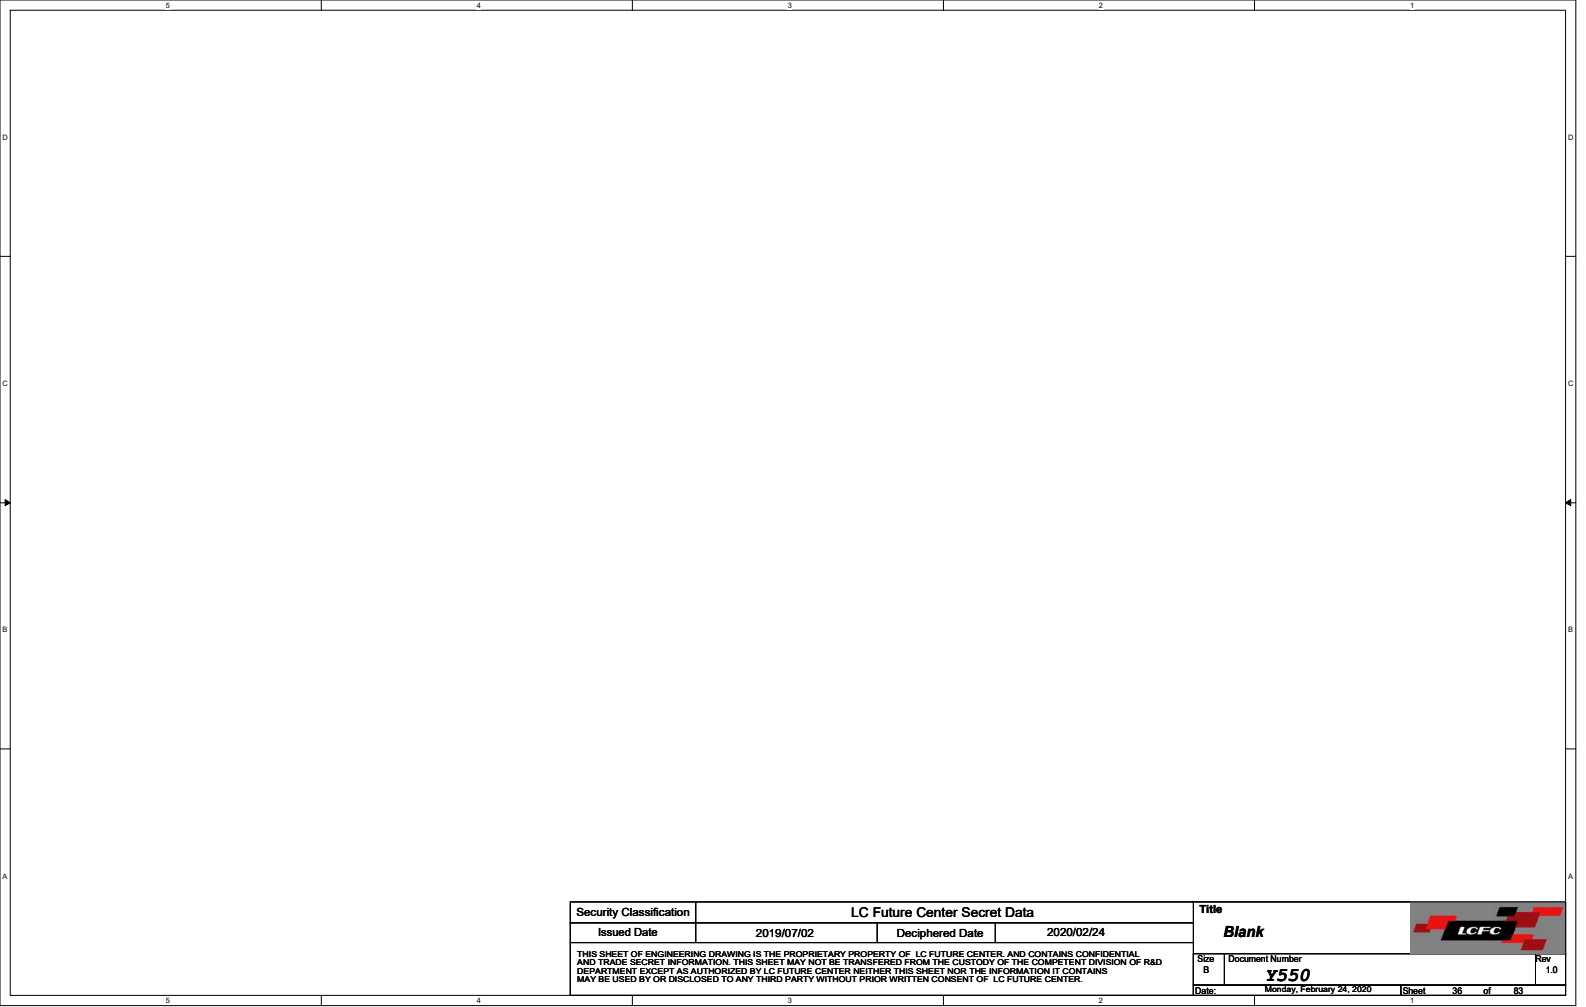 5 4 3 2 1
D D
C C
B B
A A
Security Classification LC Future Center Secret Data
Issued Date 2019/07/02 Deciphered Date 2020/02/24
THIS SHEET OF ENGINEERING DRAWING IS THE PROPRIETARY PROPERTY OF LC FUTURE CENTER. AND CONTAINS CONFIDENTIAL
AND TRADE SECRET INFORMATION. THIS SHEET MAY NOT BE TRANSFERED FROM THE CUSTODY OF THE COMPETENT DIVISION OF R&D
DEPARTMENT EXCEPT AS AUTHORIZED BY LC FUTURE CENTER NEITHER THIS SHEET NOR THE INFORMATION IT CONTAINS
MAY BE USED BY OR DISCLOSED TO ANY THIRD PARTY WITHOUT PRIOR WRITTEN CONSENT OF LC FUTURE CENTER.
Title
Blank
LCFC
Size Document Number Rev
B Y550 1.0
Date: Monday, February 24, 2020 Sheet 36 of 83
5 4 3 2 1